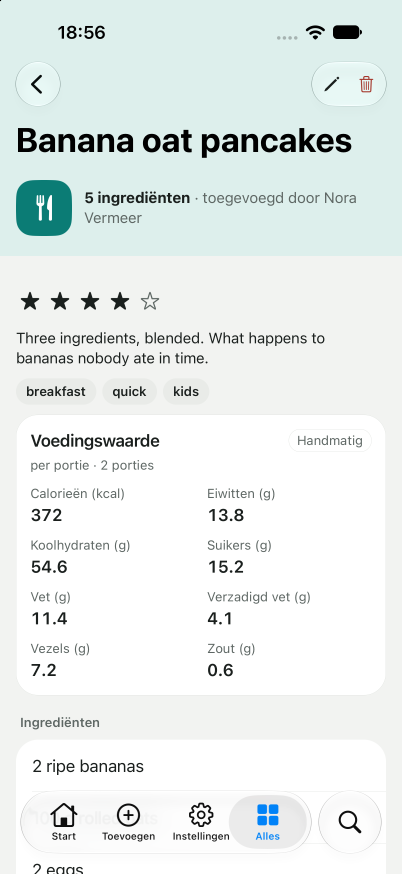 18:56
Banana oat pancakes
5 ingrediënten · toegevoegd door Nora
Vermeer
Three ingredients, blended. What happens to
bananas nobody ate in time.
breakfast quick kids
Voedingswaarde Handmatig
per portie · 2 porties
Calorieën (kcal) Eiwitten (g)
372 13.8
Koolhydraten (g) Suikers (g)
54.6 15.2
Vet (g) Verzadigd vet (g)
11.4 4.1
Vezels (g) Zout (g)
7.2 0.6
Ingrediënten
2 ripe bananas
Start Toevoegen Instellingen Alles
2 eggs